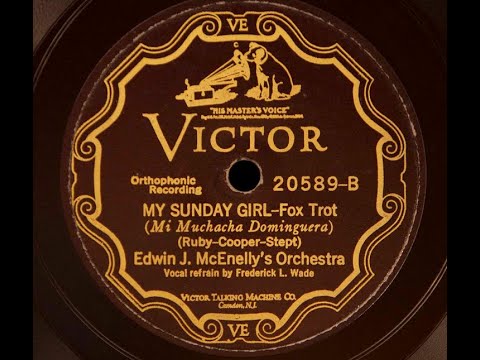 VE
"HIS MASTER'S VOICE"
VICTOR
Orthophonic
Recording
20589-B
MY SUNDAY GIRL-Fox Trot
(Mi Muchacha Dominguera)
(Ruby-Cooper-Stept)
Edwin J. McEnelly's Orchestra
Vocal refrain by Frederick L. Wade
VICTOR TALKING MACHINE CO.
Camden, N.J.
VE